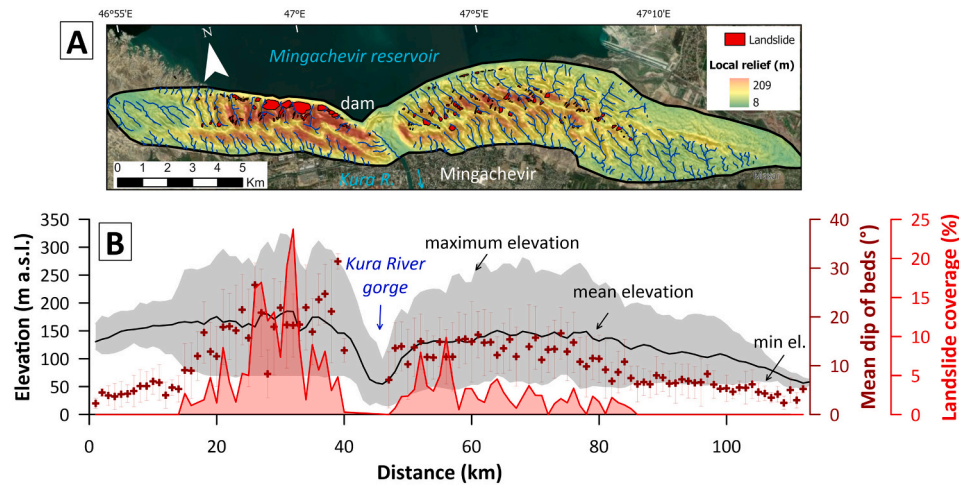 46°55'E 47°0' 47°5' 47°10'
A
N
Mingachevir reservoir
dam
Landslide
Local relief (m)
209
8
0 1 2 3 4 5
Km
Kura R.
Mingachevir
B
Elevation (m a.s.l.)
350
300
250
200
150
100
50
0
maximum elevation
Kura River
gorge
mean elevation
min el.
40
30
20
10
0
Mean dip of beds (°)
25
20
15
10
5
0
Landslide coverage (%)
0 20 40 60 80 100
Distance (km)